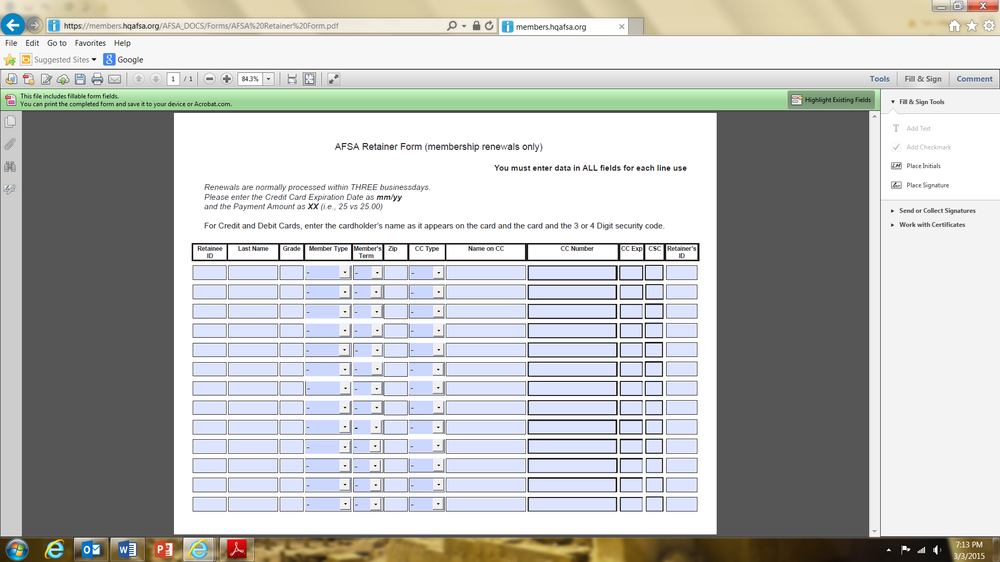 https://members.hqafsa.org/AFSA_DOCS/Forms/AFSA%20Retainer%20Form.pdf
members.hqafsa.org
File Edit Go to Favorites Help
Suggested Sites Google
1 / 1 84.3% Tools Fill & Sign Comment
This file includes fillable form fields.
You can print the completed form and save it to your device or Acrobat.com.
Highlight Existing Fields
Fill & Sign Tools
T Add Text
Add Checkmark
LM Place Initials
Place Signature
Send or Collect Signatures
Work with Certificates
AFSA Retainer Form (membership renewals only)
You must enter data in ALL fields for each line use
Renewals are normally processed within THREE businessdays.
Please enter the Credit Card Expiration Date as mm/yy
and the Payment Amount as XX (i.e., 25 vs 25.00)
For Credit and Debit Cards, enter the cardholder's name as it appears on the card and the card and the 3 or 4 Digit security code.
Retainee ID Last Name Grade Member Type Member's Term Zip CC Type Name on CC CC Number CC Exp CSC Retainer's ID
- - -
- - -
- - -
- - -
- - -
- - -
- - -
- - -
- - -
- - -
- - -
- - -
- - -
7:13 PM
3/3/2015